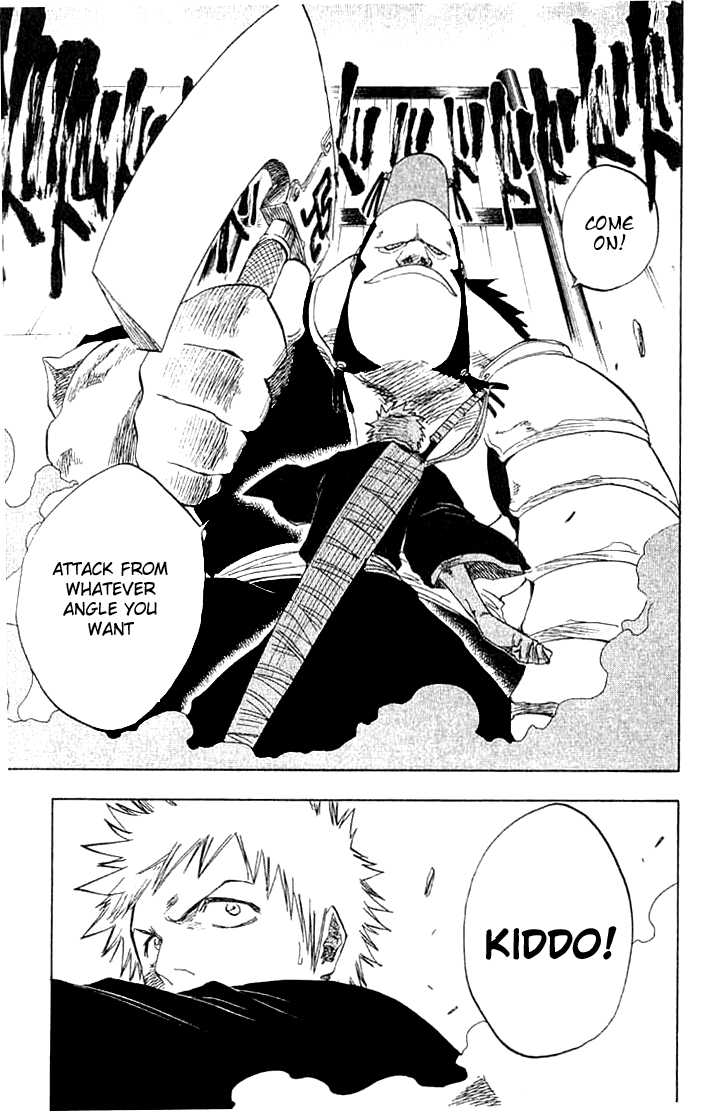 COME
ON!
ATTACK FROM
WHATEVER
ANGLE YOU
WANT
KIDDO!